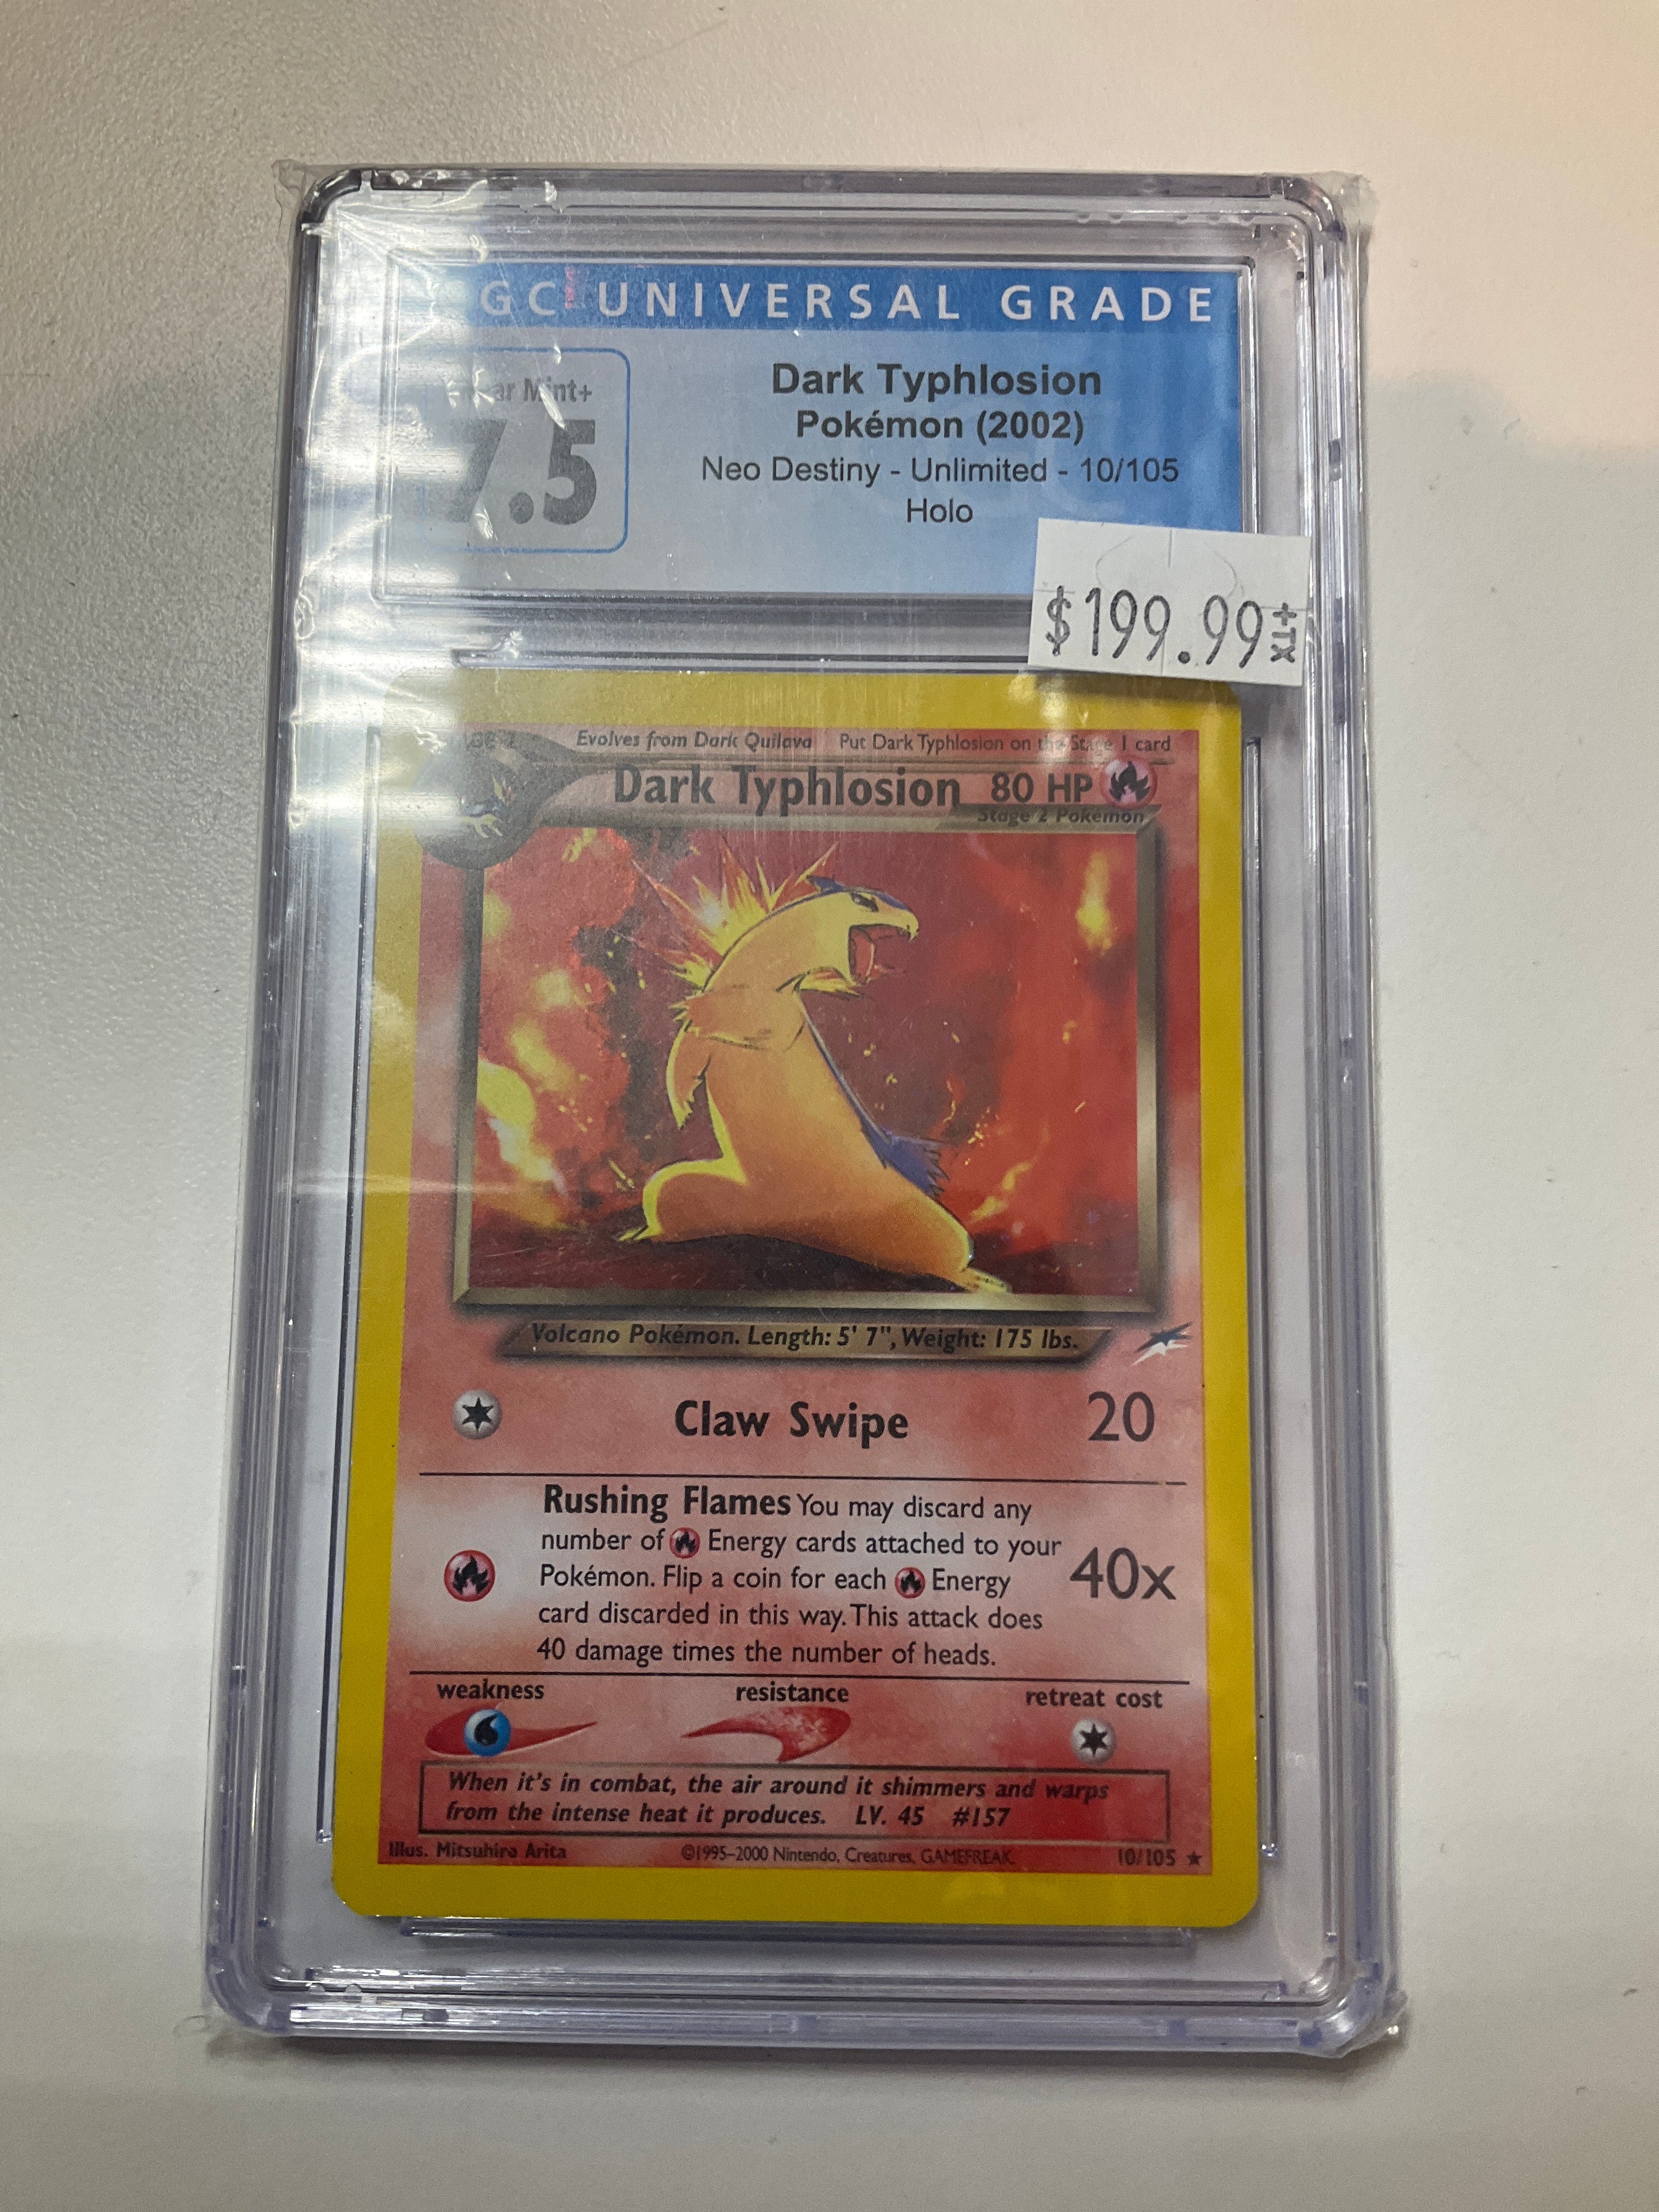 GC UNIVERSAL GRADE
Mint+
7.5
Dark Typhlosion
Pokémon (2002)
Neo Destiny - Unlimited - 10/105
Holo
$199.99+TX
Evolves from Dark Quilava Put Dark Typhlosion on the Stage 1 card
Dark Typhlosion 80 HP
Stage 2 Pokémon
Volcano Pokémon. Length: 5' 7", Weight: 175 lbs.
Claw Swipe 20
Rushing Flames You may discard any
number of Energy cards attached to your
Pokémon. Flip a coin for each Energy
card discarded in this way. This attack does
40 damage times the number of heads.
40x
weakness resistance retreat cost
When it's in combat, the air around it shimmers and warps
from the intense heat it produces. LV. 45 #157
Illus. Mitsuhiro Arita ©1995–2000 Nintendo, Creatures, GAMEFREAK. 10/105 ★